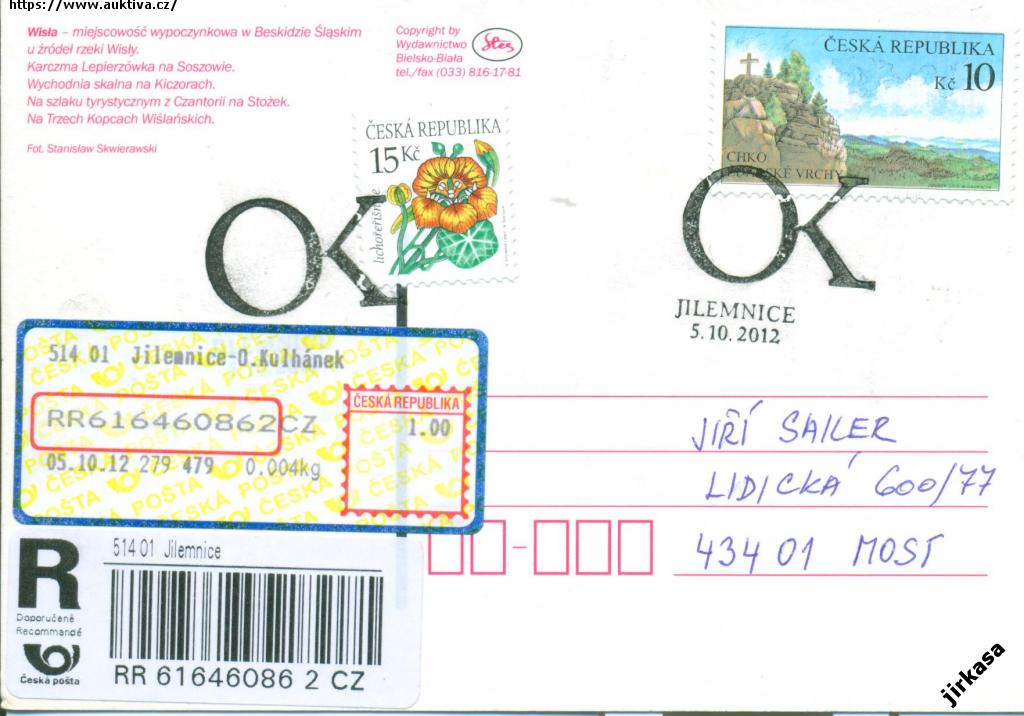 https://www.auktiva.cz/
Wisła – miejscowość wypoczynkowa w Beskidzie Śląskim
u źródeł rzeki Wisły.
Karczma Lepierzówka na Soszowie.
Wychodnia skalna na Kiczorach.
Na szlaku tyrystycznym z Czantorii na Stożek.
Na Trzech Kopcach Wiślańskich.
Fot. Stanisław Skwierawski
Copyright by
Wydawnictwo
Bielsko-Biała
tel./fax (033) 816-17-81
ČESKÁ REPUBLIKA
Kč 10
CHKO
VRCHY
ČESKÁ REPUBLIKA
15 Kč
lichořeřišnice
OK
OK
JILEMNICE
5.10.2012
514 01 Jilemnice-O.Kulhánek
RR616460862CZ
05.10.12 279 479 0.004kg
ČESKÁ REPUBLIKA
1.00
R
Doporučeně
Recommandé
Česká pošta
514 01 Jilemnice
RR 61646086 2 CZ
JIŘÍ SAILER
LIDICKÁ 600/77
434 01 MOST
jirkasa